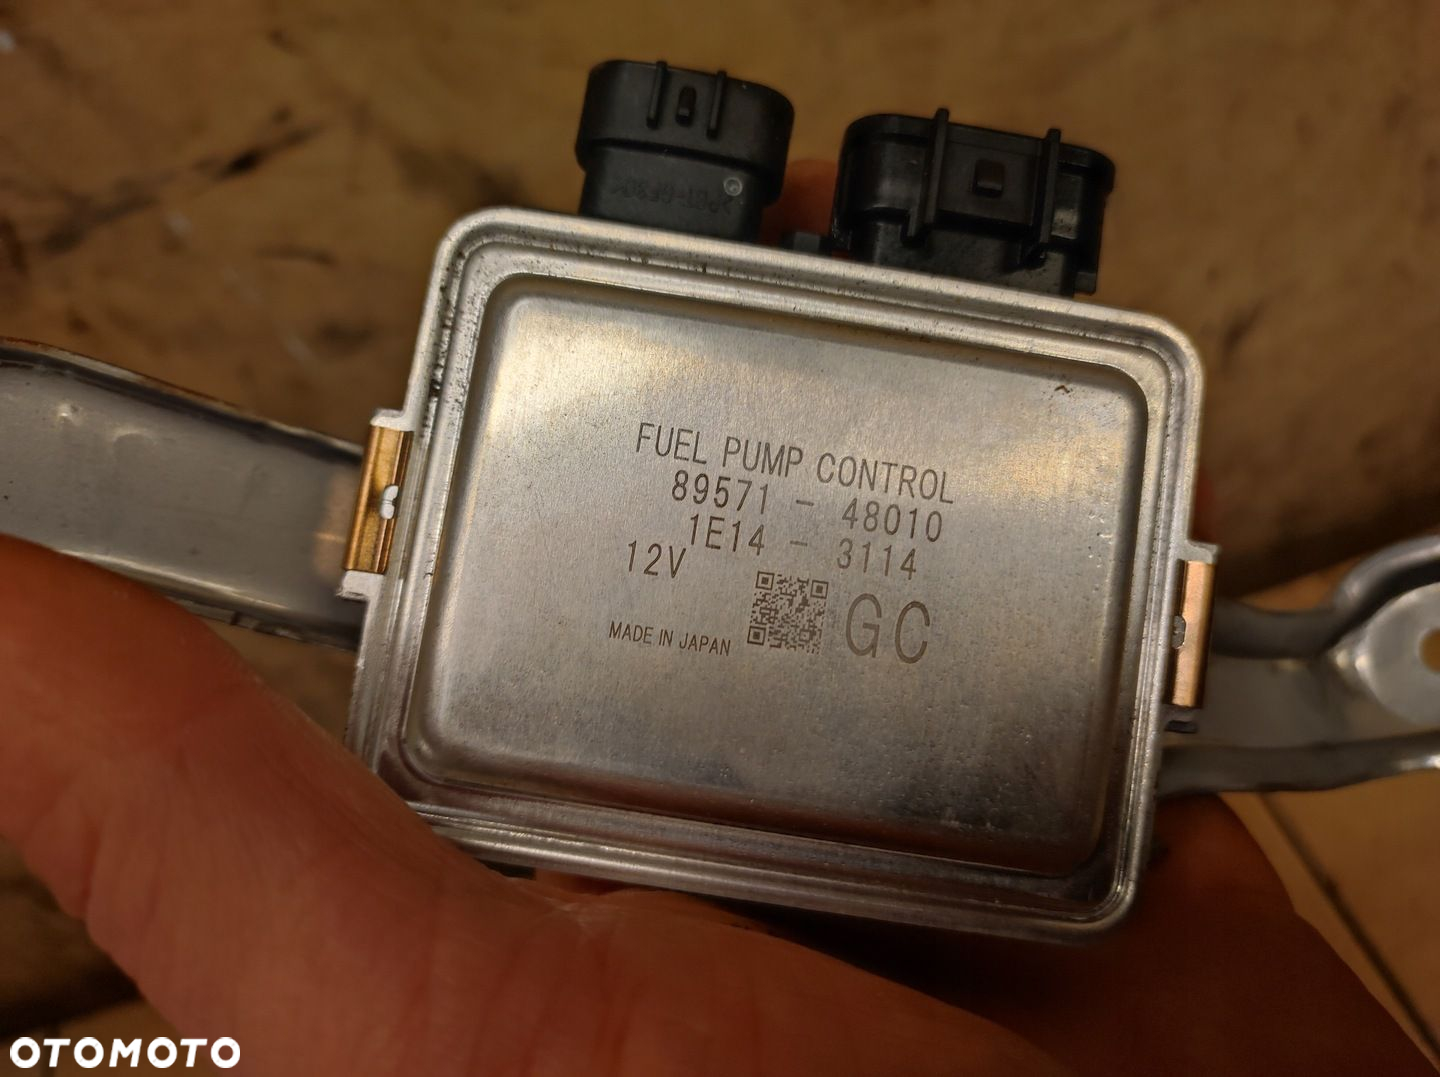 FUEL PUMP CONTROL
89571 - 48010
1E14 - 3114
12V
MADE IN JAPAN
GC
OTOMOTO